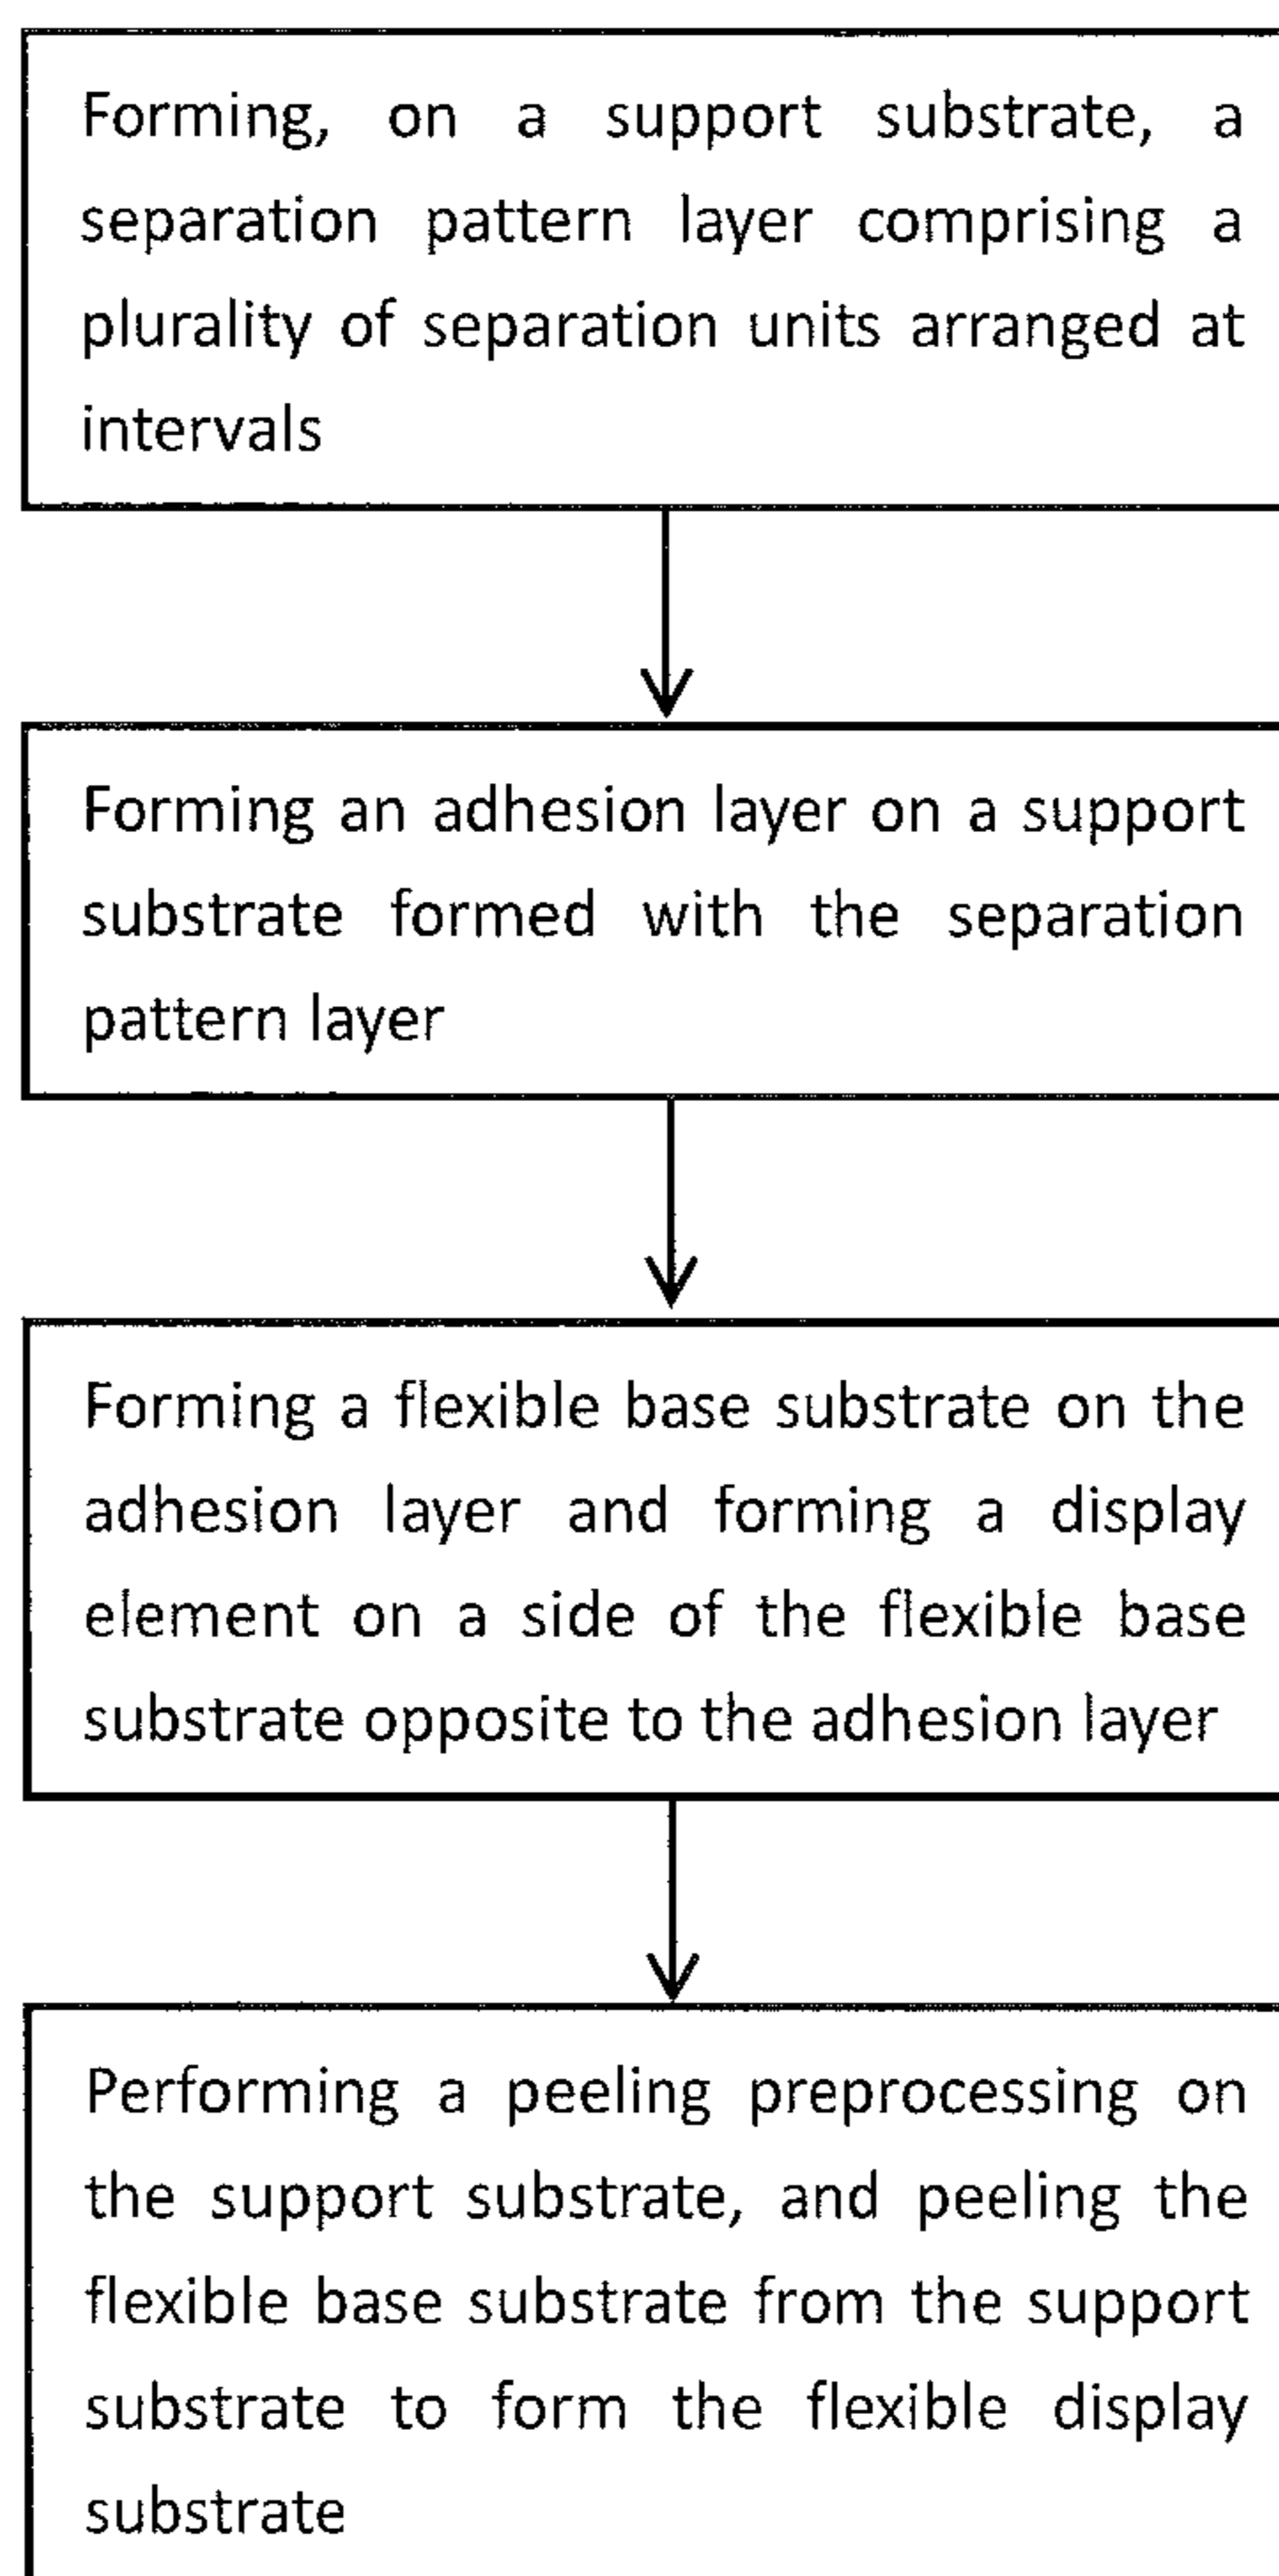 Forming, on a support substrate, a
separation pattern layer comprising a
plurality of separation units arranged at
intervals
Forming an adhesion layer on a support
substrate formed with the separation
pattern layer
Forming a flexible base substrate on the
adhesion layer and forming a display
element on a side of the flexible base
substrate opposite to the adhesion layer
Performing a peeling preprocessing on
the support substrate, and peeling the
flexible base substrate from the support
substrate to form the flexible display
substrate